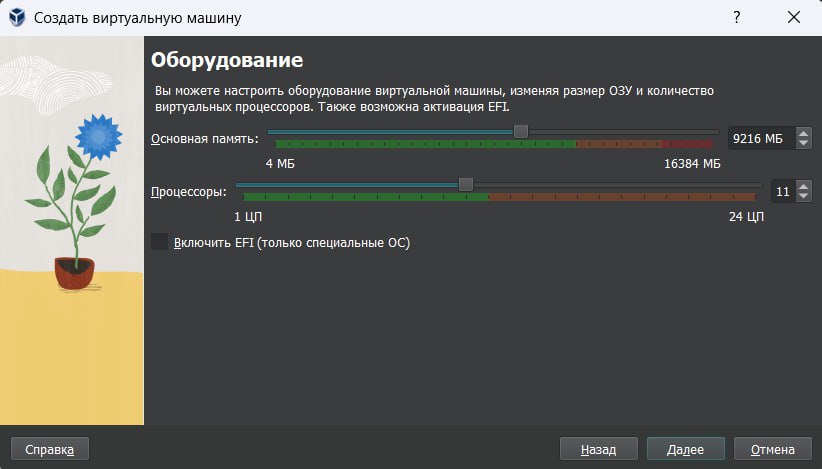 Создать виртуальную машину
?
Оборудование
Вы можете настроить оборудование виртуальной машины, изменяя размер ОЗУ и количество
виртуальных процессоров. Также возможна активация EFI.
Основная память:
9216 МБ
4 МБ
16384 МБ
Процессоры:
11
1 ЦП
24 ЦП
Включить EFI (только специальные ОС)
Справка
Назад
Далее
Отмена